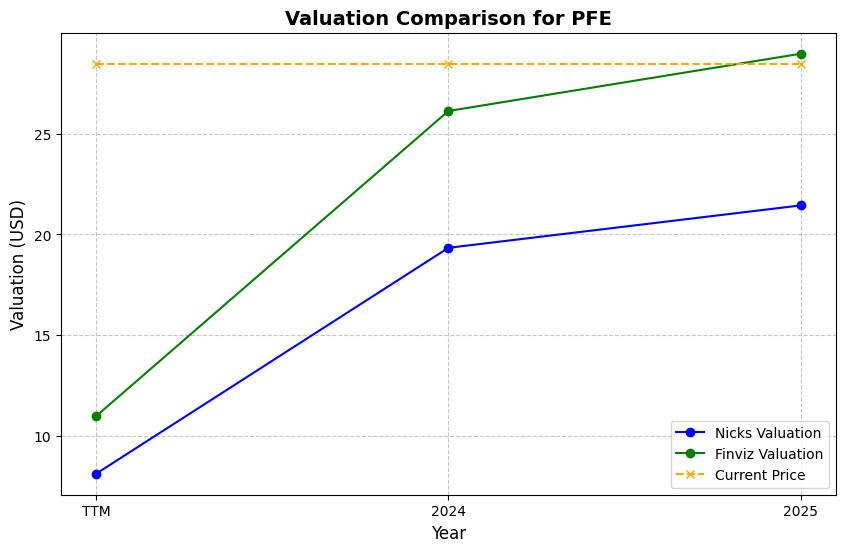 Valuation Comparison for PFE
Valuation (USD)
25
20
15
10
TTM
2024
2025
Year
Nicks Valuation
Finviz Valuation
Current Price